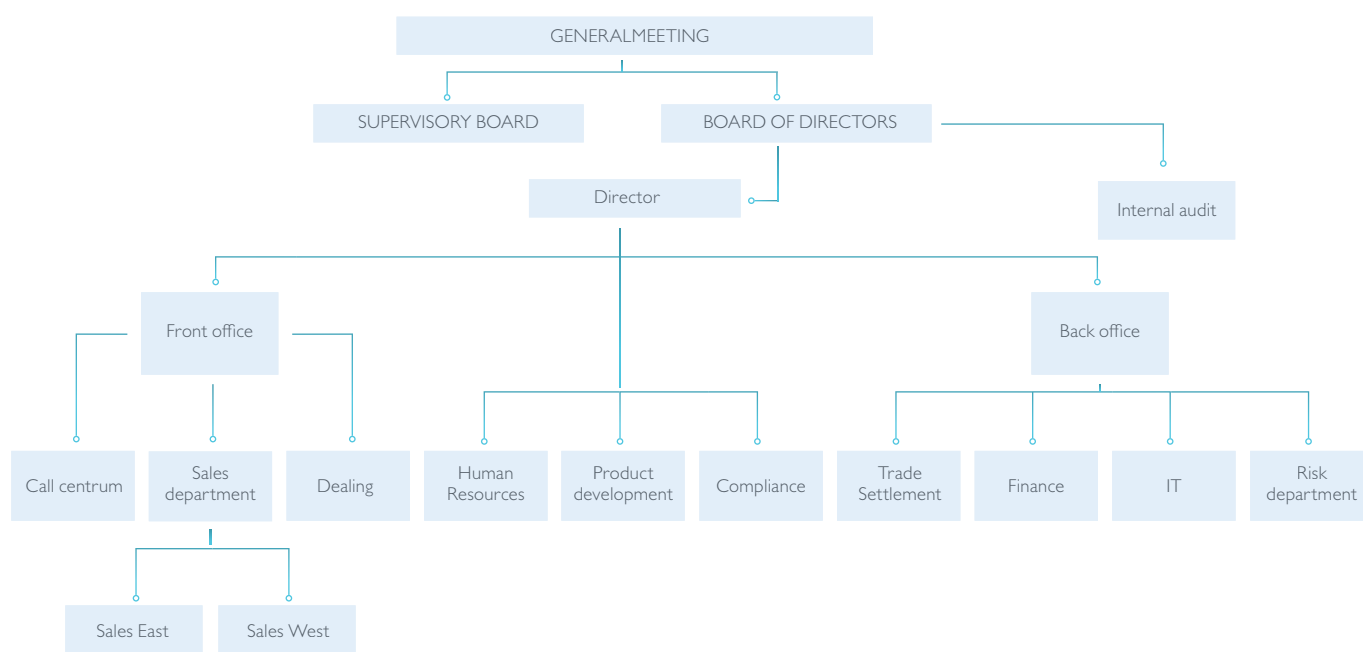 GENERALMEETING
SUPERVISORY BOARD
BOARD OF DIRECTORS
Director
Internal audit
Front office
Back office
Call centrum
Sales
department
Dealing
Human
Resources
Product
development
Compliance
Trade
Settlement
Finance
IT
Risk
department
Sales East
Sales West